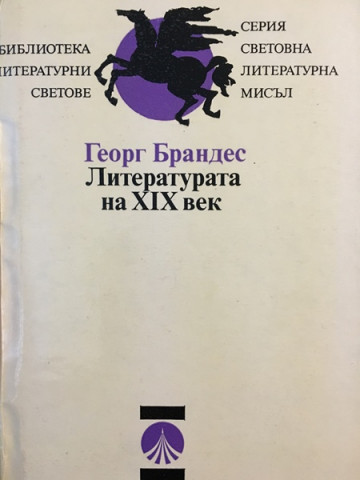 БИБЛИОТЕКА
ЛИТЕРАТУРНИ
СВЕТОВЕ
СЕРИЯ
СВЕТОВНА
ЛИТЕРАТУРНА
МИСЪЛ
Георг Брандес
Литературата
на XIX век